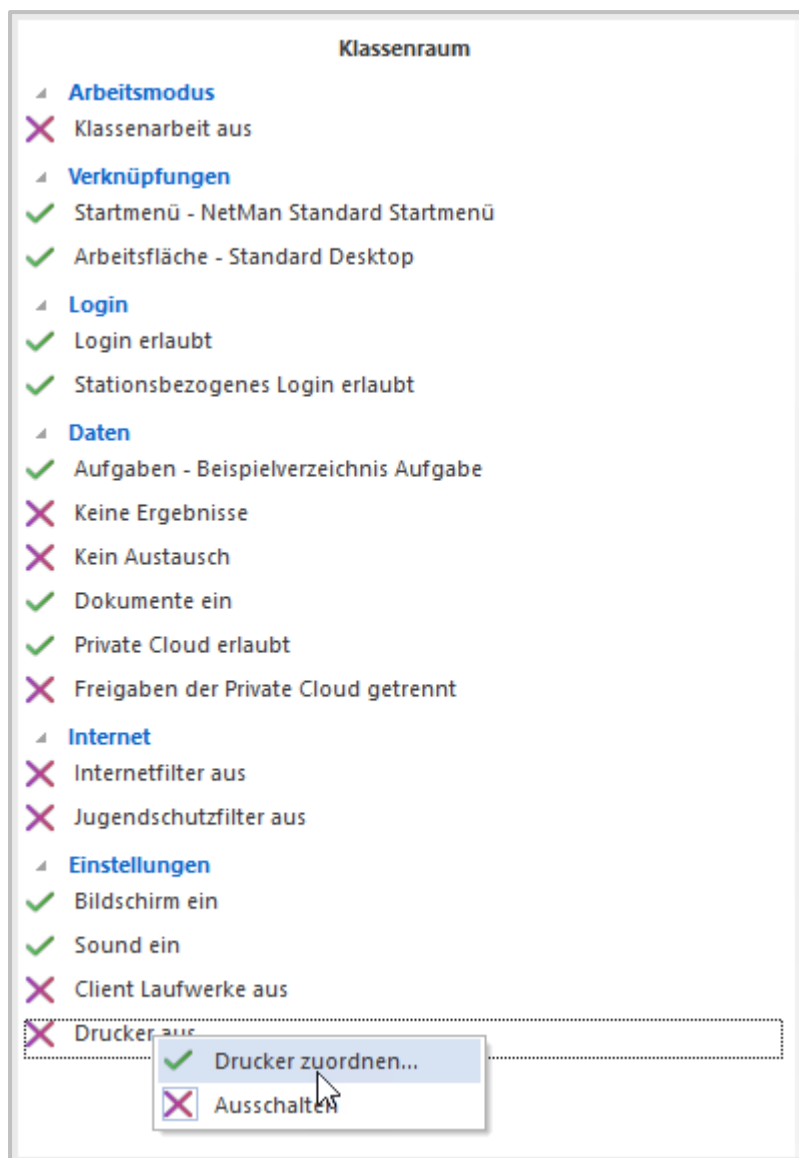 Klassenraum
Arbeitsmodus
Klassenarbeit aus
Verknüpfungen
Startmenü - NetMan Standard Startmenü
Arbeitsfläche - Standard Desktop
Login
Login erlaubt
Stationsbezogenes Login erlaubt
Daten
Aufgaben - Beispielverzeichnis Aufgabe
Keine Ergebnisse
Kein Austausch
Dokumente ein
Private Cloud erlaubt
Freigaben der Private Cloud getrennt
Internet
Internetfilter aus
Jugendschutzfilter aus
Einstellungen
Bildschirm ein
Sound ein
Client Laufwerke aus
Drucker aus
Drucker zuordnen...
Ausschalten